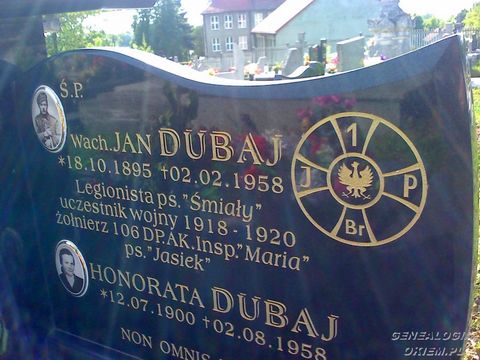 Ś.P.
Wach. JAN DUBAJ
*18.10.1895 +02.02.1958
Legionista ps."Śmiały"
uczestnik wojny 1918 - 1920
żołnierz 106 DP.AK.Insp."Maria"
ps."Jasiek"
HONORATA DUBAJ
*12.07.1900 +02.08.1958
NON OMNIS
1
J P
Br
GENEALOGIA
OKIEM.PL